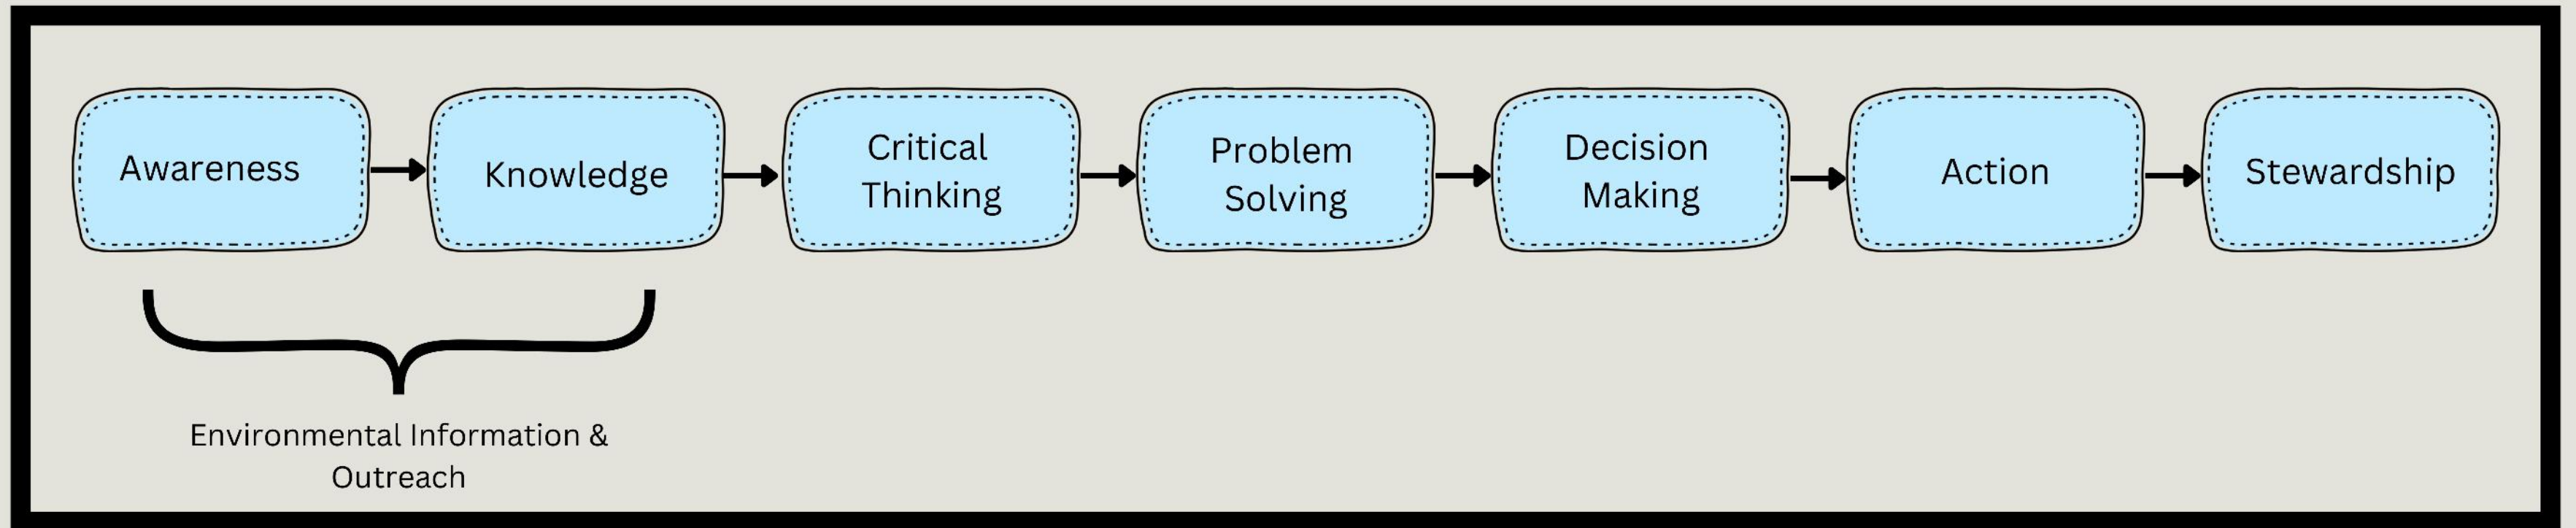 Awareness
Knowledge
Critical
Thinking
Problem
Solving
Decision
Making
Action
Stewardship
Environmental Information &
Outreach